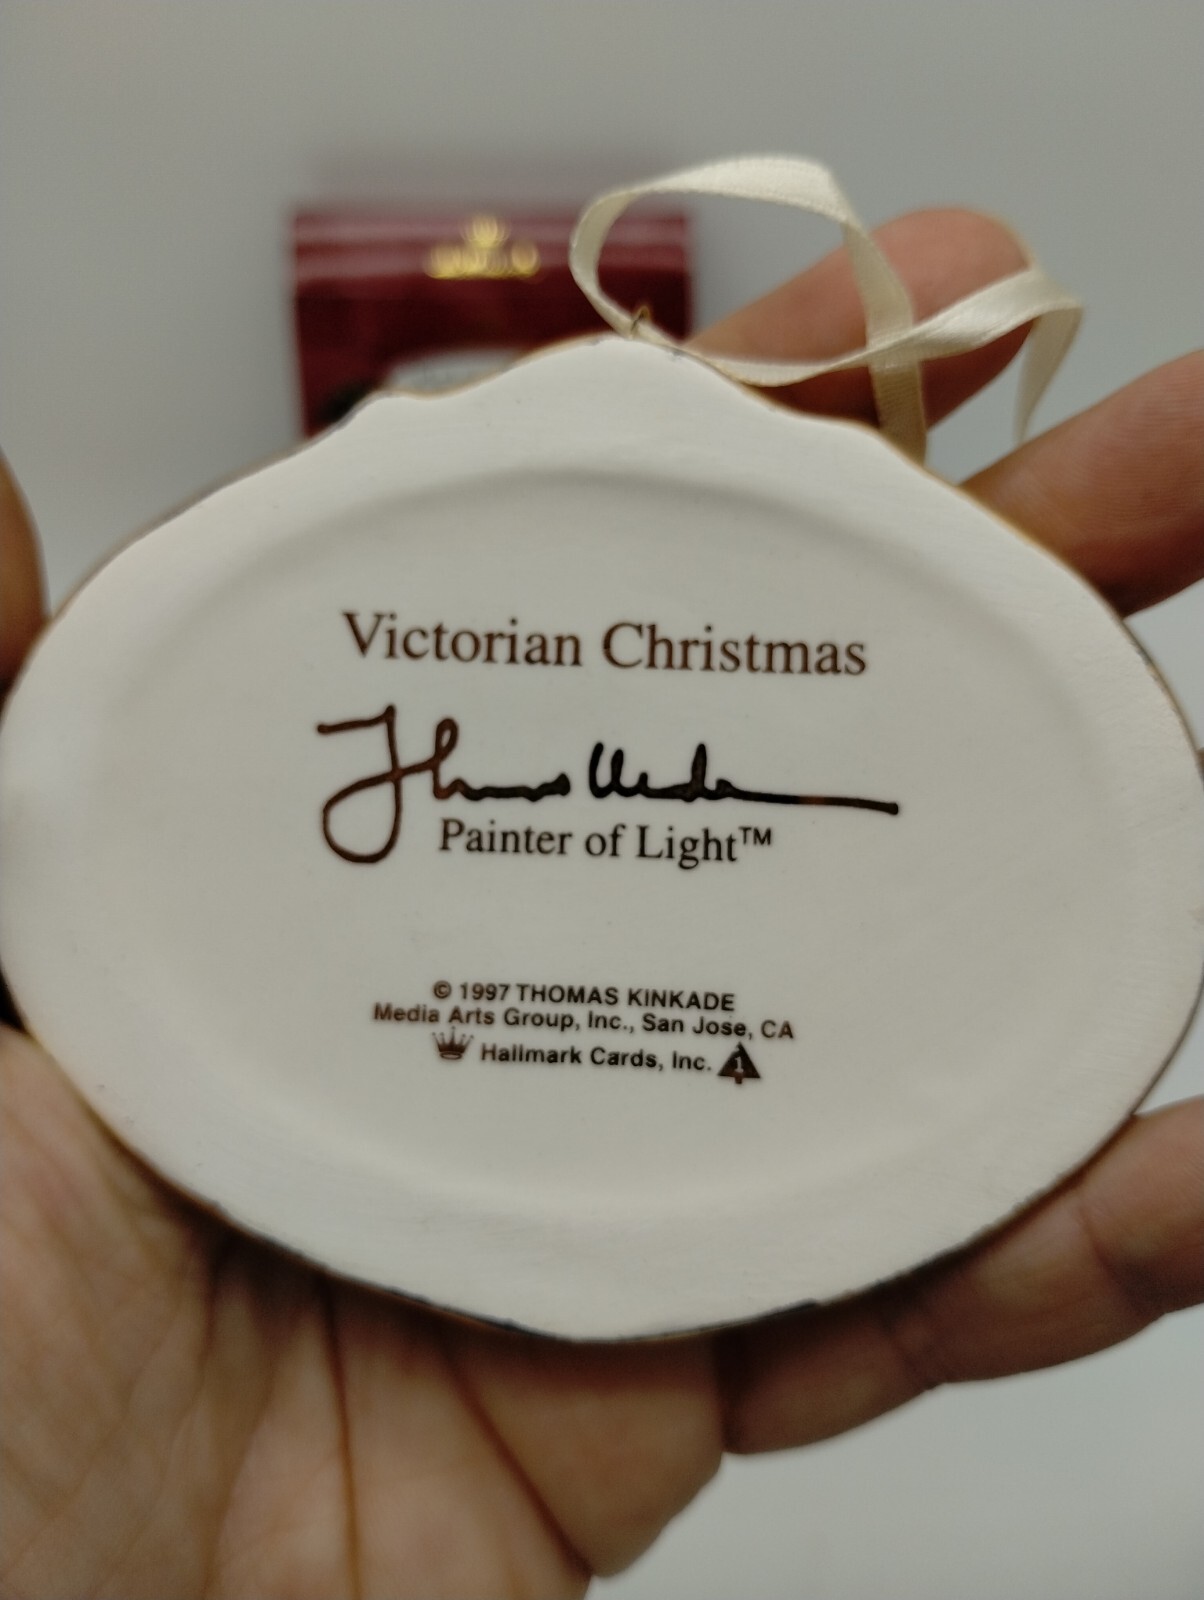 Victorian Christmas
Thomas Kinkade
Painter of Light™
© 1997 THOMAS KINKADE
Media Arts Group, Inc., San Jose, CA
Hallmark Cards, Inc. 1